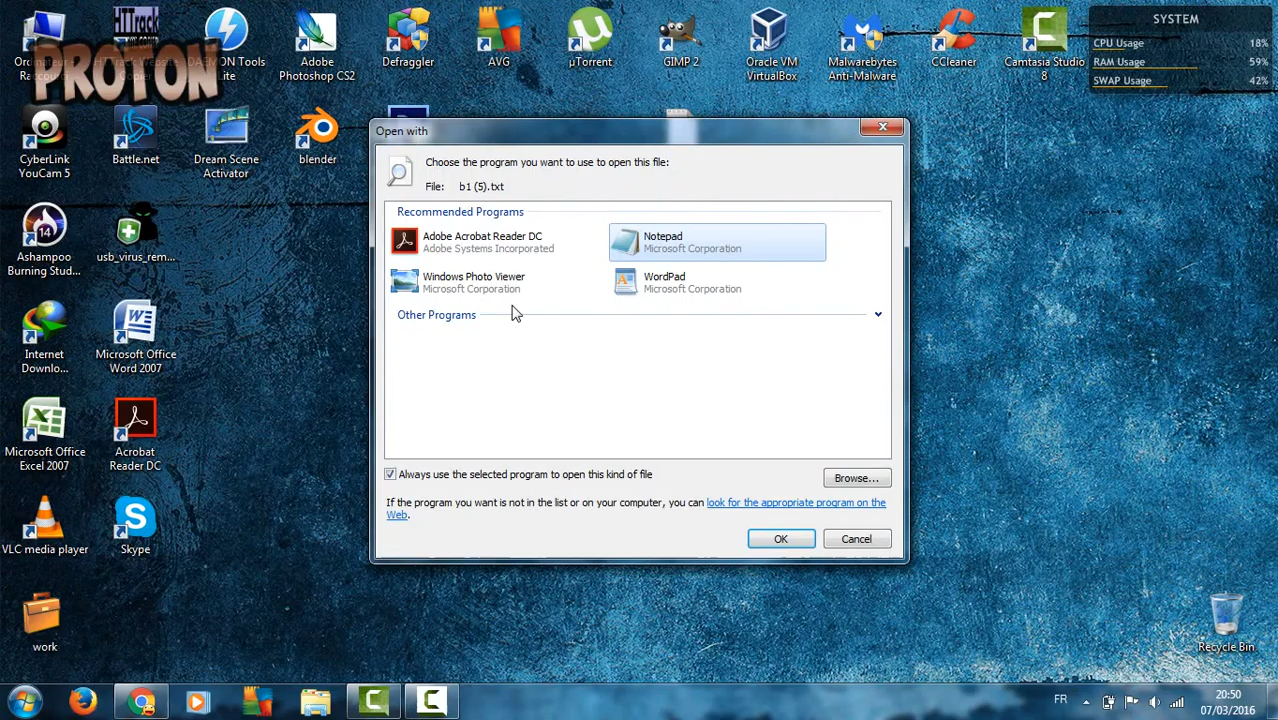 SYSTEM
CPU Usage 18%
RAM Usage 59%
SWAP Usage 42%
PROTON
Adobe
Photoshop CS2
Defraggler
AVG
µTorrent
GIMP 2
Oracle VM
VirtualBox
Malwarebytes
Anti-Malware
CCleaner
Camtasia Studio
8
CyberLink
YouCam 5
Battle.net
Dream Scene
Activator
blender
Ashampoo
Burning Stud...
14
usb_virus_rem...
Internet
Downlo...
Microsoft Office
Word 2007
Microsoft Office
Excel 2007
Acrobat
Reader DC
VLC media player
Skype
work
Recycle Bin
Open with
Choose the program you want to use to open this file:
File: b1 (5).txt
Recommended Programs
Adobe Acrobat Reader DC
Adobe Systems Incorporated
Notepad
Microsoft Corporation
Windows Photo Viewer
Microsoft Corporation
WordPad
Microsoft Corporation
Other Programs
Always use the selected program to open this kind of file
Browse...
If the program you want is not in the list or on your computer, you can look for the appropriate program on the
Web.
OK
Cancel
FR
20:50
07/03/2016